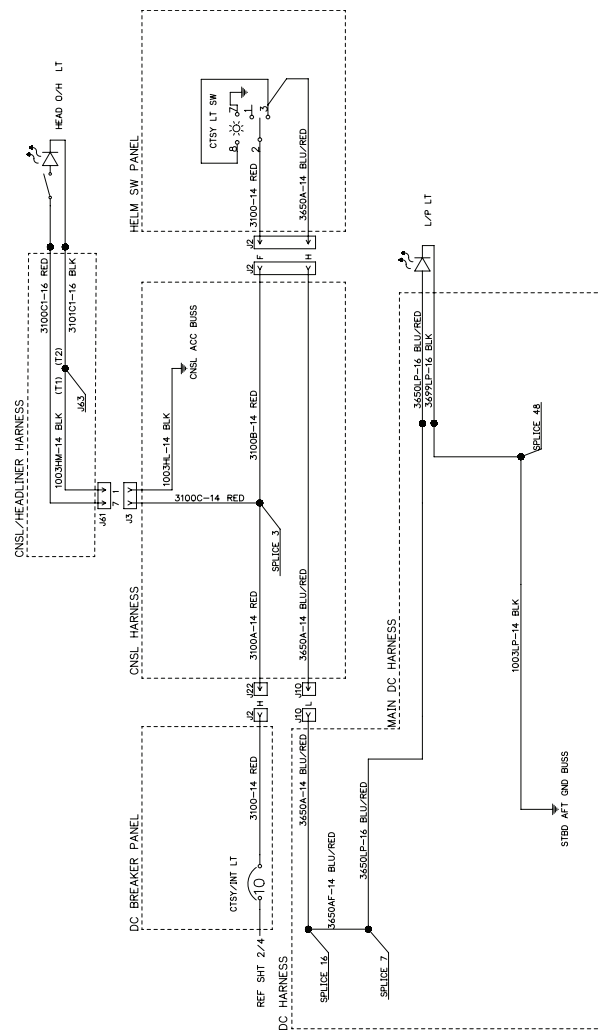 CNSL/HEADLINER HARNESS
3100C1-16 RED
3101C1-16 BLK
HEAD O/H LT
1003HM-14 BLK (T1) (T2)
J63
J61
7 1
J3
CNSL HARNESS
1003HL-14 BLK
CNSL ACC BUSS
3100C-14 RED
SPLICE 3
3100A-14 RED
3100B-14 RED
3650A-14 BLU/RED
HELM SW PANEL
CTSY LT SW
8 7
2 1 3
3100-14 RED
3650A-14 BLU/RED
J2 J2
F
H
DC BREAKER PANEL
CTSY/INT LT
10
REF SHT 2/4
3100-14 RED
J2 J22
H
J10 J10
L
DC HARNESS
MAIN DC HARNESS
3650A-14 BLU/RED
3650AF-14 BLU/RED
3650LP-16 BLU/RED
SPLICE 16
SPLICE 7
3650LP-16 BLU/RED
3699LP-16 BLK
L/P LT
SPLICE 48
1003LP-14 BLK
STBD AFT GND BUSS